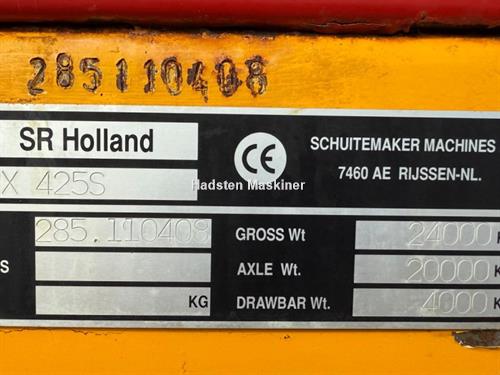 285110408
SR Holland
SCHUITEMAKER MACHINES
7460 AE RIJSSEN-NL.
X 425S
Hadsten Maskiner
285.110408 GROSS Wt 24000 K
S AXLE Wt. 20000 K
KG DRAWBAR Wt. 4000 K